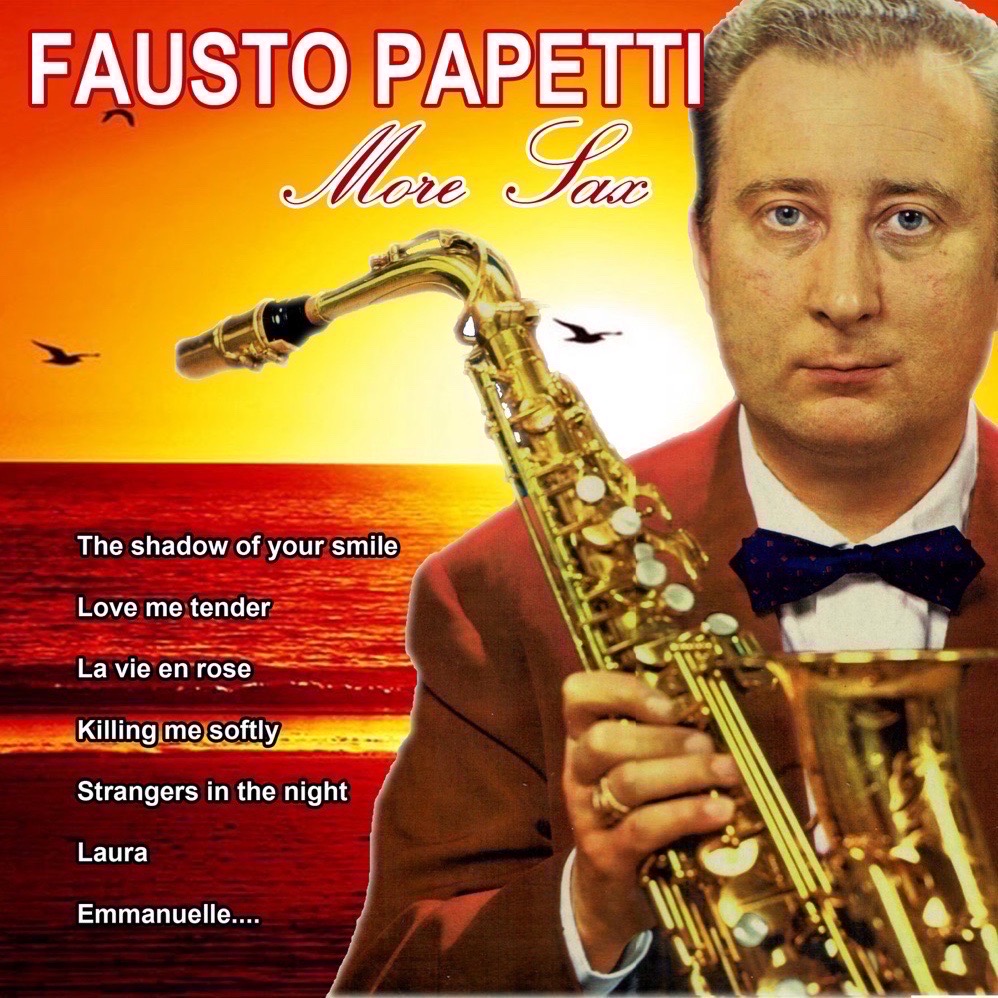 FAUSTO PAPETTI
More Sax
The shadow of your smile
Love me tender
La vie en rose
Killing me softly
Strangers in the night
Laura
Emmanuelle....